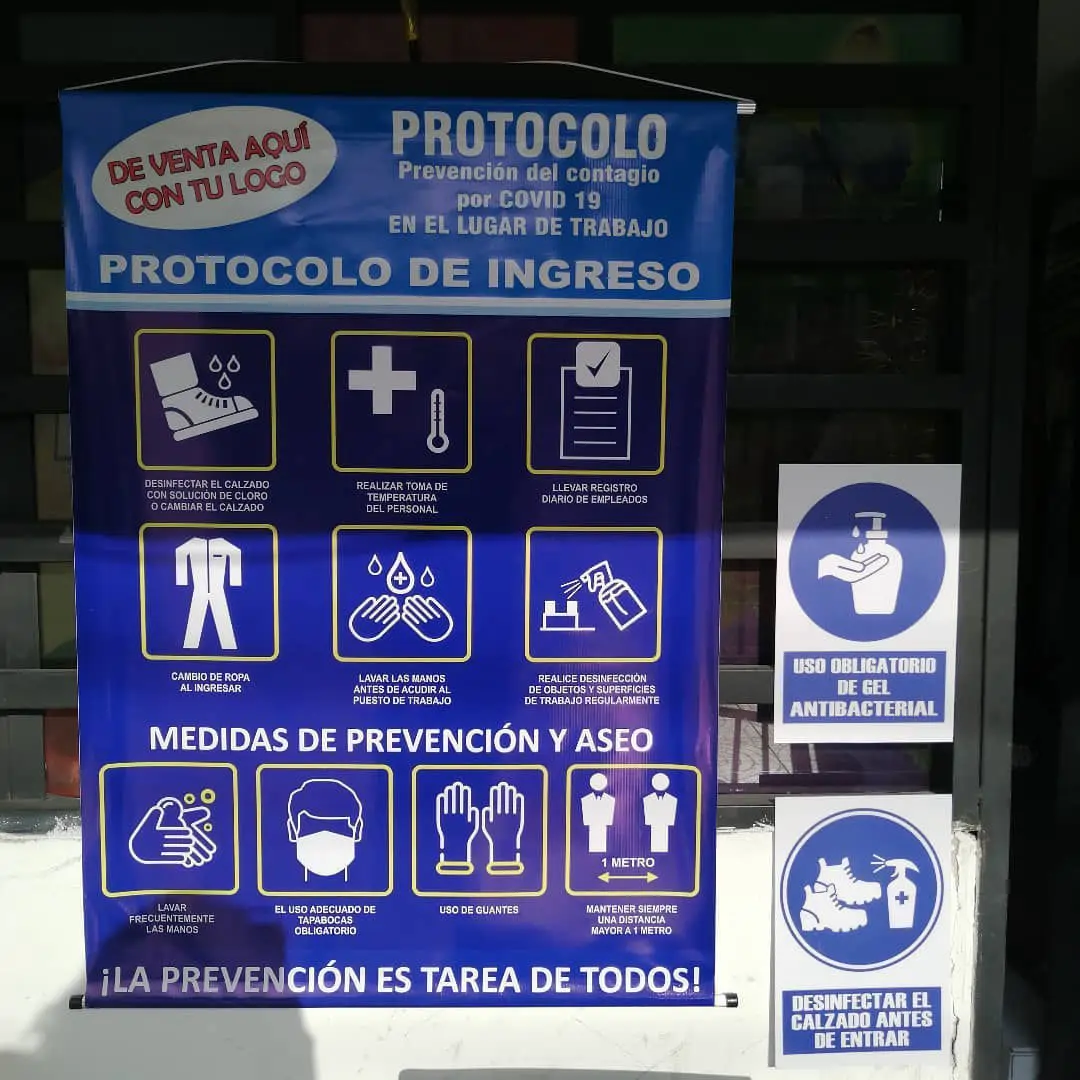 DE VENTA AQUÍ
CON TU LOGO
PROTOCOLO
Prevención del contagio
por COVID 19
EN EL LUGAR DE TRABAJO
PROTOCOLO DE INGRESO
DESINFECTAR EL CALZADO
CON SOLUCIÓN DE CLORO
O CAMBIAR EL CALZADO
REALIZAR TOMA DE
TEMPERATURA
DEL PERSONAL
LLEVAR REGISTRO
DIARIO DE EMPLEADOS
CAMBIO DE ROPA
AL INGRESAR
LAVAR LAS MANOS
ANTES DE ACUDIR AL
PUESTO DE TRABAJO
REALICE DESINFECCIÓN
DE OBJETOS Y SUPERFICIES
DE TRABAJO REGULARMENTE
MEDIDAS DE PREVENCIÓN Y ASEO
1 METRO
LAVAR
FRECUENTEMENTE
LAS MANOS
EL USO ADECUADO DE
TAPABOCAS
OBLIGATORIO
USO DE GUANTES
MANTENER SIEMPRE
UNA DISTANCIA
MAYOR A 1 METRO
¡LA PREVENCIÓN ES TAREA DE TODOS!
USO OBLIGATORIO
DE GEL
ANTIBACTERIAL
DESINFECTAR EL
CALZADO ANTES
DE ENTRAR